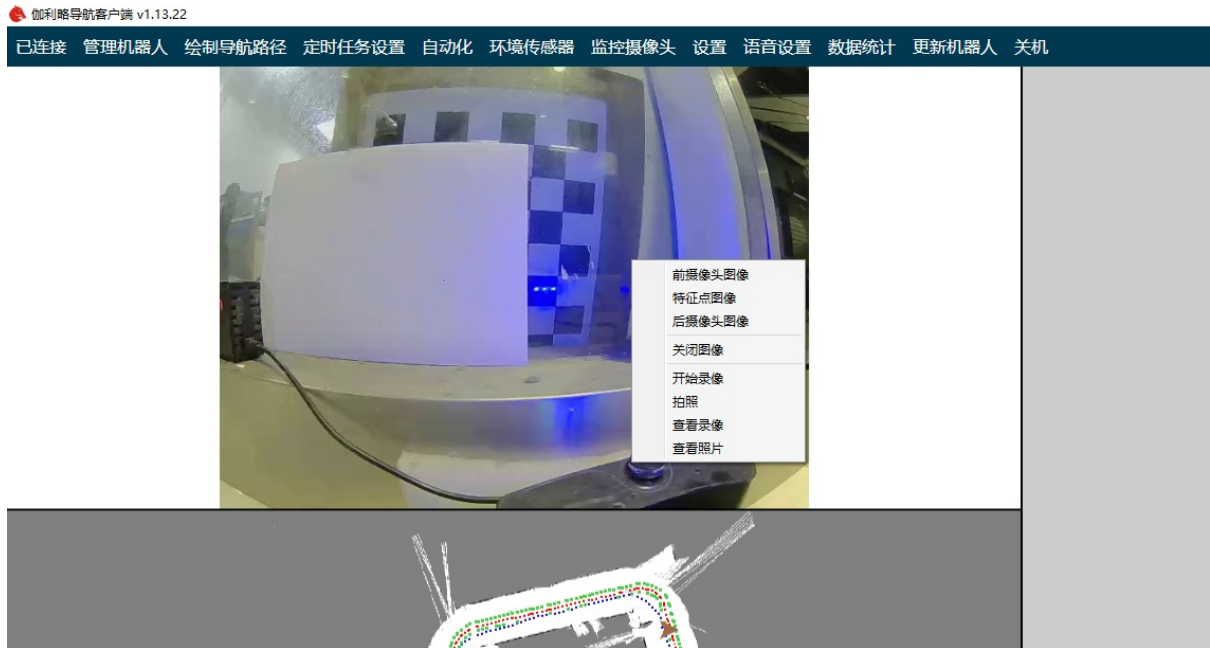 伽利略导航客户端 v1.13.22
已连接 管理机器人 绘制导航路径 定时任务设置 自动化 环境传感器 监控摄像头 设置 语音设置 数据统计 更新机器人 关机
前摄像头图像
特征点图像
后摄像头图像
关闭图像
开始录像
拍照
查看录像
查看照片